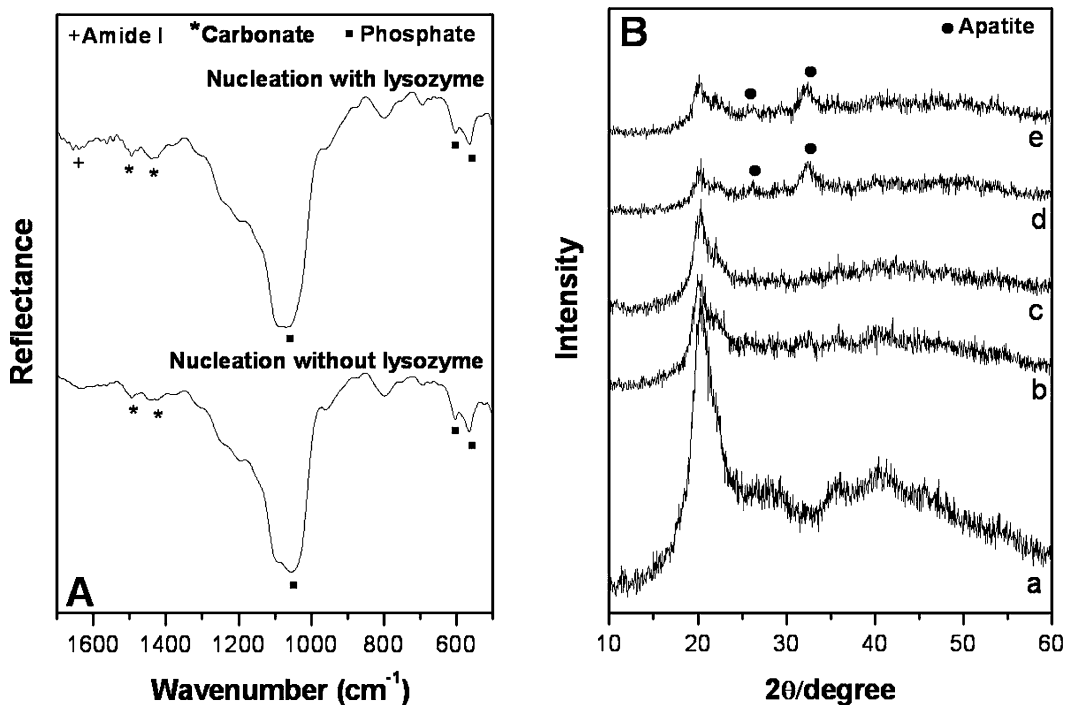 +Amide I *Carbonate ■ Phosphate
Nucleation with lysozyme
+
* *
■ ■
■
Nucleation without lysozyme
* *
■ ■
■
A
Reflectance
1600 1400 1200 1000 800 600
Wavenumber (cm⁻¹)
B
● Apatite
● ●
e
● ●
d
c
b
a
Intensity
10 20 30 40 50 60
2θ/degree